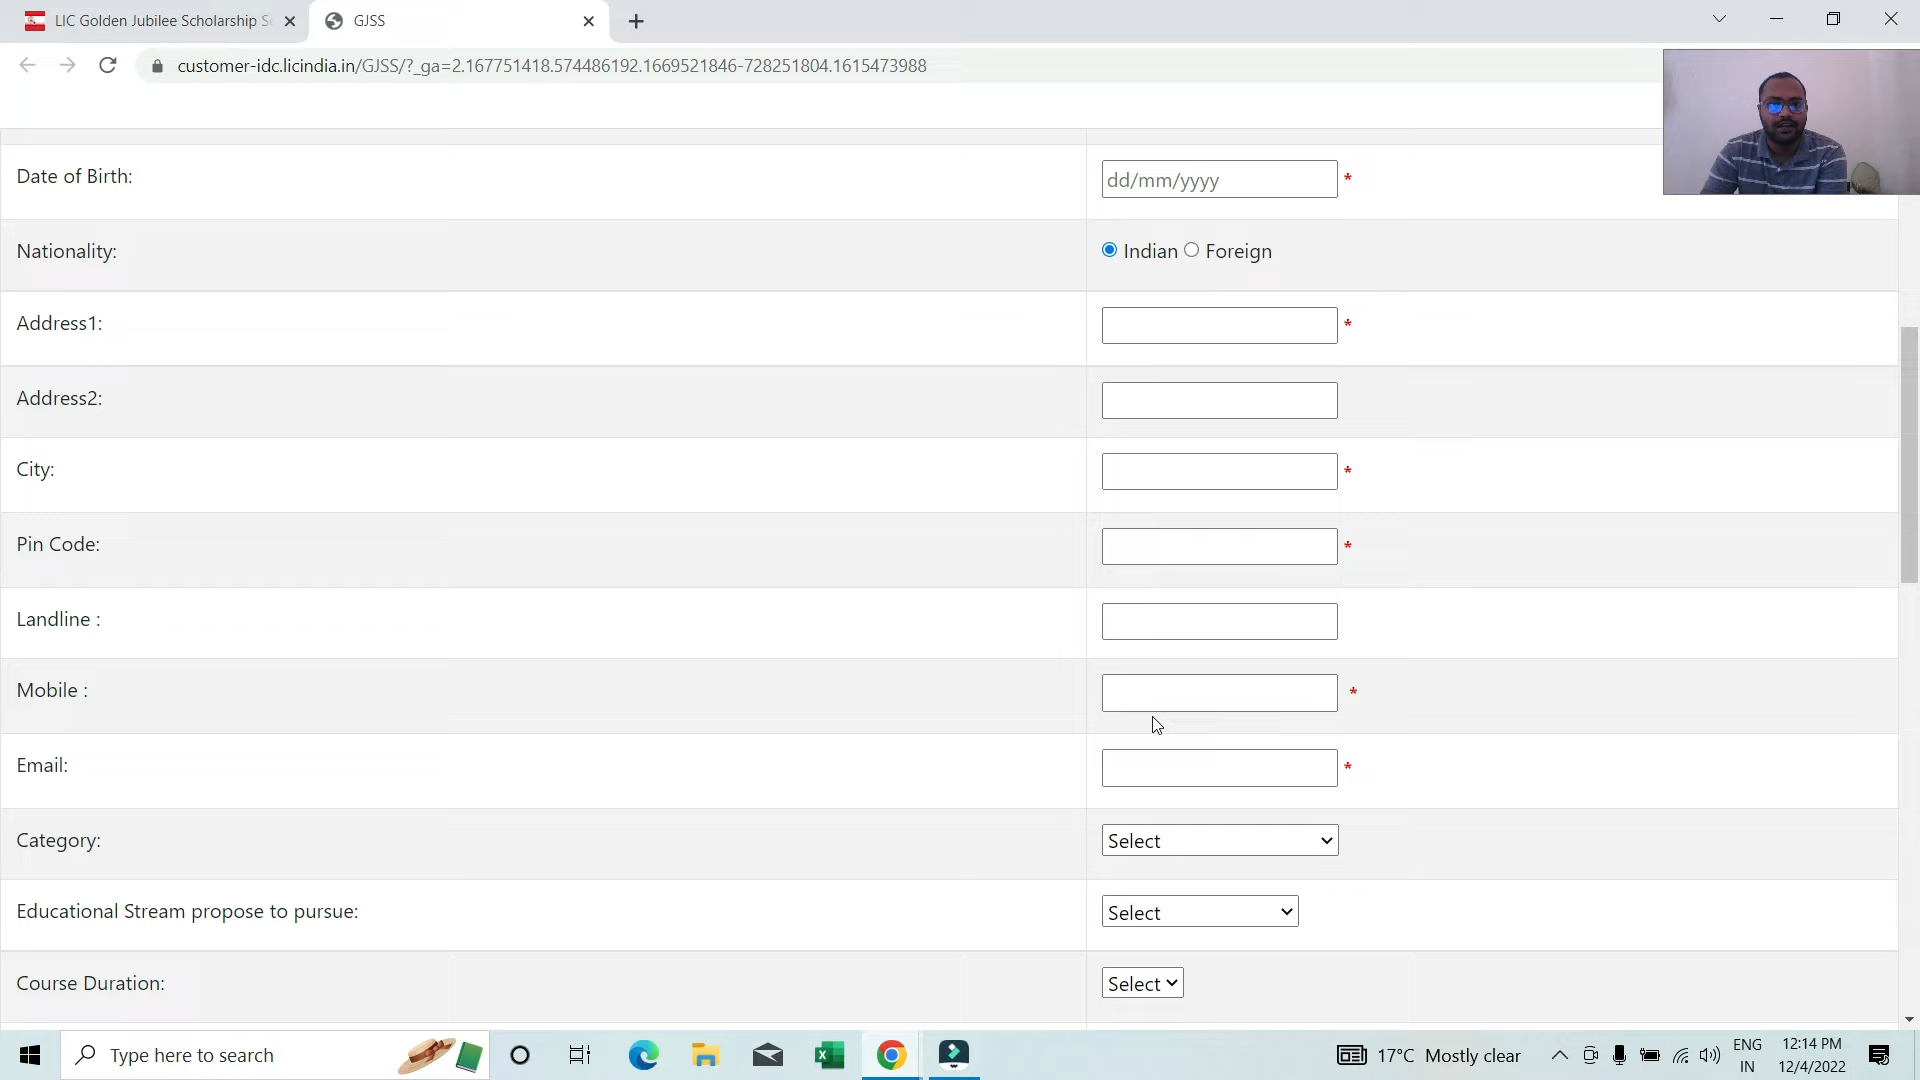 LIC Golden Jubilee Scholarship S
GJSS
customer-idc.licindia.in/GJSS/?_ga=2.167751418.574486192.1669521846-728251804.1615473988
Date of Birth:
dd/mm/yyyy *
Nationality:
Indian Foreign
Address1:
*
Address2:
City:
*
Pin Code:
*
Landline :
Mobile :
*
Email:
*
Category:
Select
Educational Stream propose to pursue:
Select
Course Duration:
Select
Type here to search
17°C Mostly clear
ENG
IN
12:14 PM
12/4/2022